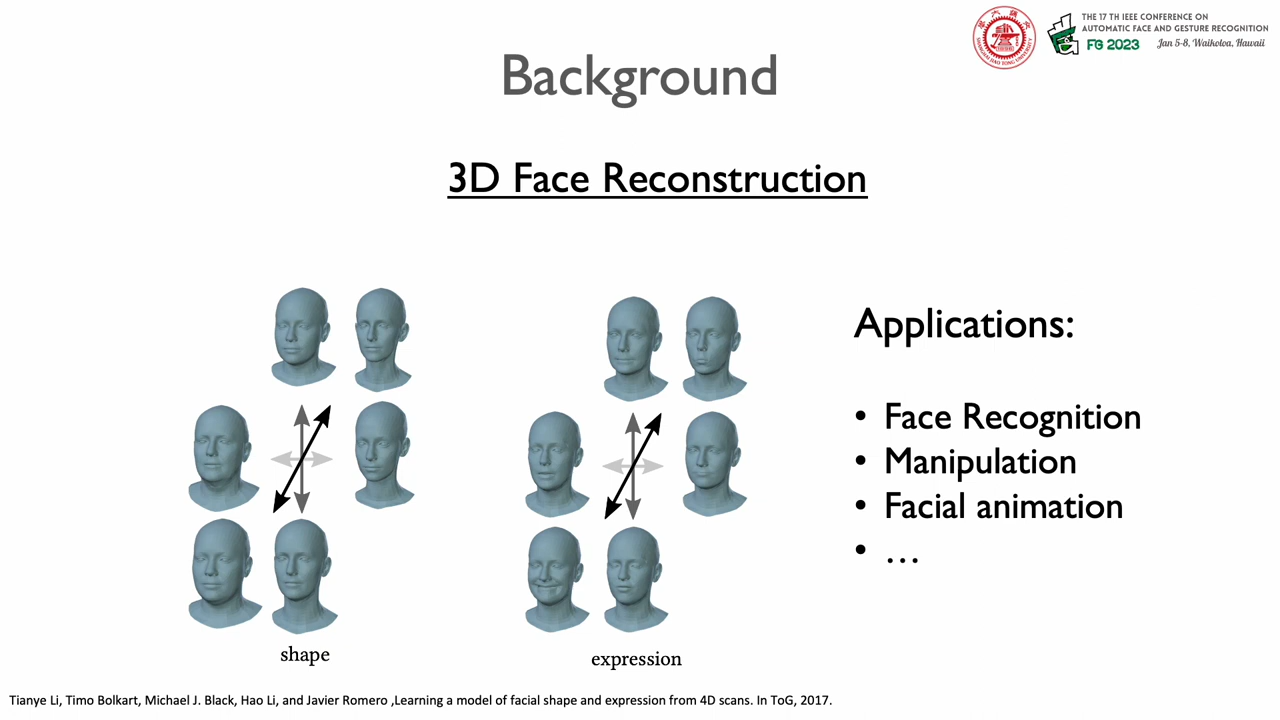 THE 17 TH IEEE CONFERENCE ON
AUTOMATIC FACE AND GESTURE RECOGNITION
FG 2023 Jan 5-8, Waikoloa, Hawaii
Background
3D Face Reconstruction
Applications:
• Face Recognition
• Manipulation
• Facial animation
• …
shape
expression
Tianye Li, Timo Bolkart, Michael J. Black, Hao Li, and Javier Romero ,Learning a model of facial shape and expression from 4D scans. In ToG, 2017.